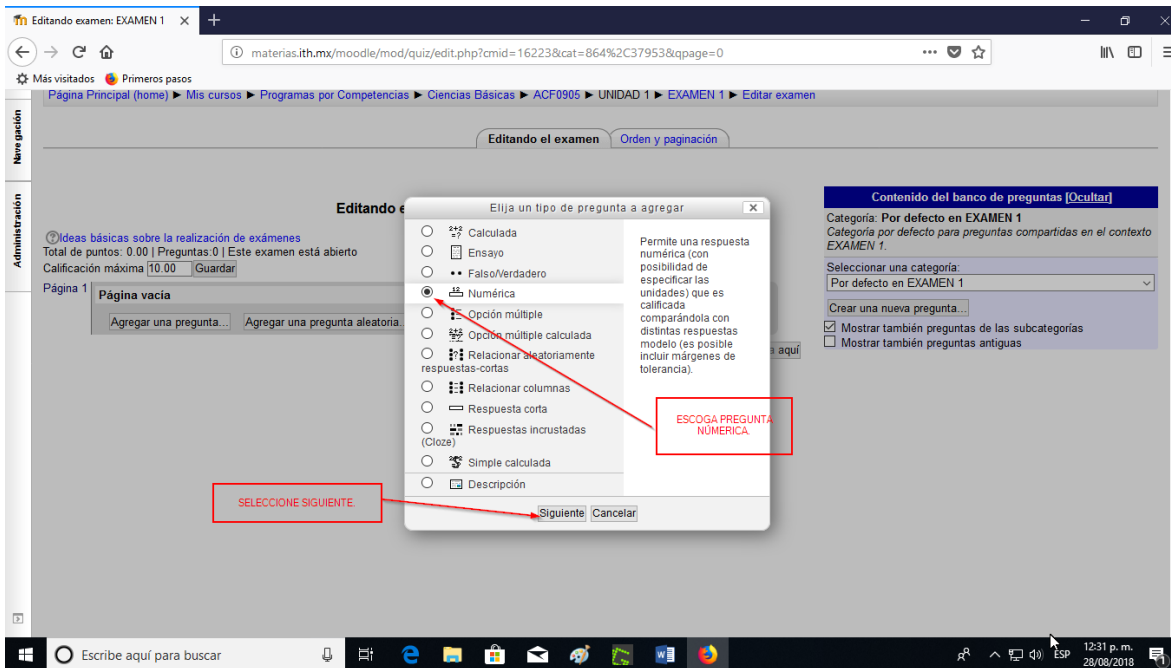 Editando examen: EXAMEN 1
materias.ith.mx/moodle/mod/quiz/edit.php?cmid=16223&cat=864%2C37953&qpage=0
Más visitados Primeros pasos
Página Principal (home) ► Mis cursos ► Programas por Competencias ► Ciencias Básicas ► ACF0905 ► UNIDAD 1 ► EXAMEN 1 ► Editar examen
Navegación
Administración
Editando el examen Orden y paginación
Editando e
Ideas básicas sobre la realización de exámenes
Total de puntos: 0.00 | Preguntas:0 | Este examen está abierto
Calificación máxima 10.00 Guardar
Página 1
Página vacía
Agregar una pregunta... Agregar una pregunta aleatoria..
a aquí
Elija un tipo de pregunta a agregar
Calculada
Ensayo
Falso/Verdadero
Numérica
Opción múltiple
Opción múltiple calculada
Relacionar aleatoriamente
respuestas-cortas
Relacionar columnas
Respuesta corta
Respuestas incrustadas
(Cloze)
Simple calculada
Descripción
Permite una respuesta
numérica (con
posibilidad de
especificar las
unidades) que es
calificada
comparándola con
distintas respuestas
modelo (es posible
incluir márgenes de
tolerancia).
Siguiente Cancelar
ESCOGA PREGUNTA
NÚMERICA.
SELECCIONE SIGUIENTE.
Contenido del banco de preguntas [Ocultar]
Categoría: Por defecto en EXAMEN 1
Categoría por defecto para preguntas compartidas en el contexto
EXAMEN 1.
Seleccionar una categoría:
Por defecto en EXAMEN 1
Crear una nueva pregunta...
Mostrar también preguntas de las subcategorías
Mostrar también preguntas antiguas
Escribe aquí para buscar
ESP
12:31 p. m.
28/08/2018